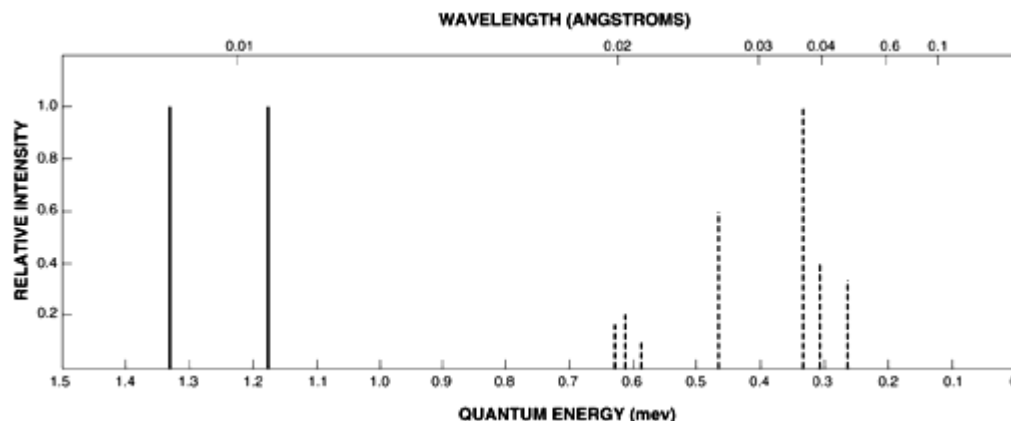 WAVELENGTH (ANGSTROMS)
0.01 0.02 0.03 0.04 0.6 0.1
RELATIVE INTENSITY
1.0
0.8
0.6
0.4
0.2
1.5 1.4 1.3 1.2 1.1 1.0 0.9 0.8 0.7 0.6 0.5 0.4 0.3 0.2 0.1
QUANTUM ENERGY (mev)